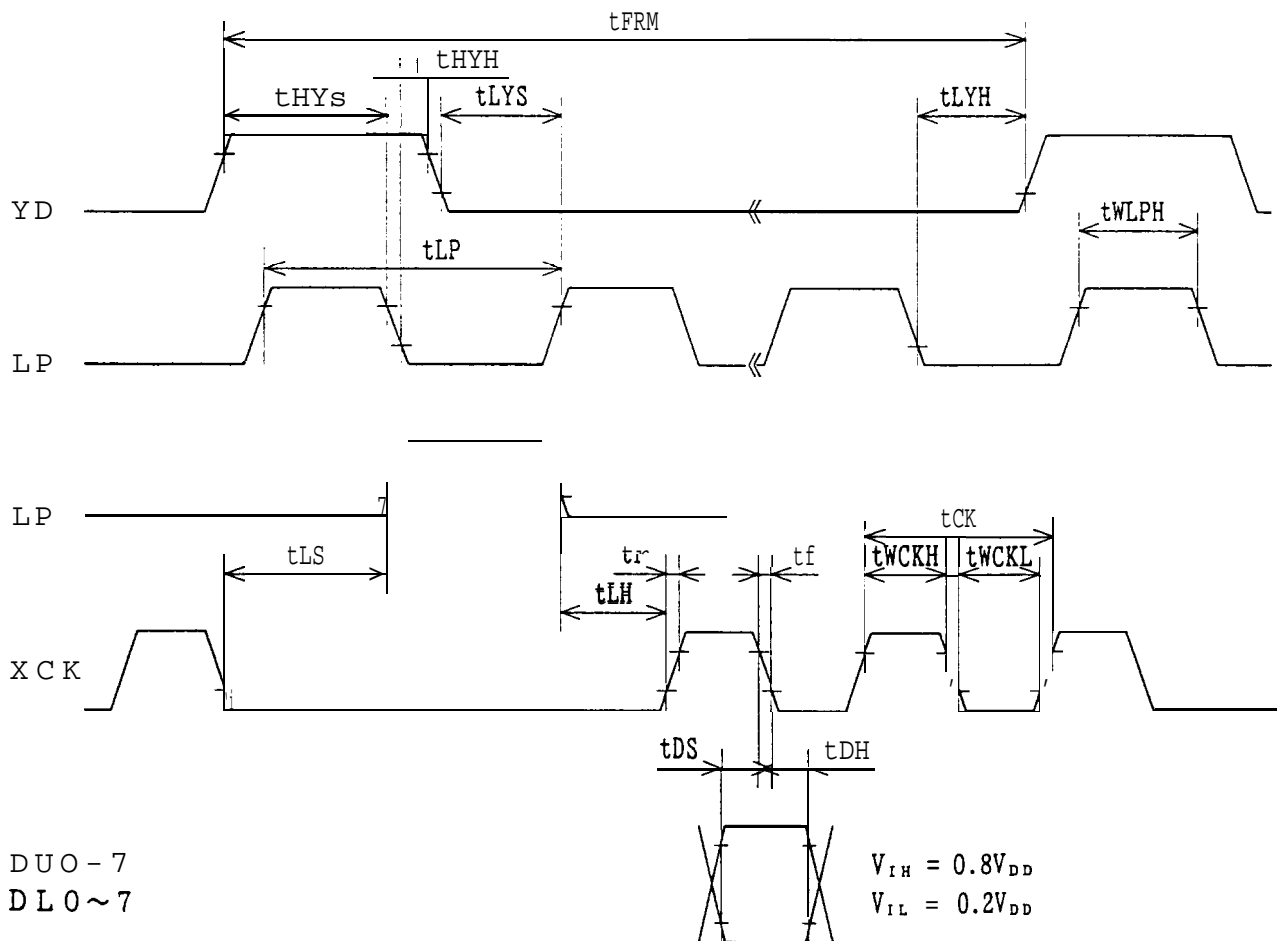 tFRM
tHYH
tHYs
tLYS
tLYH
YD
tWLPH
tLP
LP
LP
tCK
tLS
tr
tf
tWCKH
tWCKL
tLH
XCK
tDS
tDH
DUO-7
DL0~7
VIH = 0.8VDD
VIL = 0.2VDD